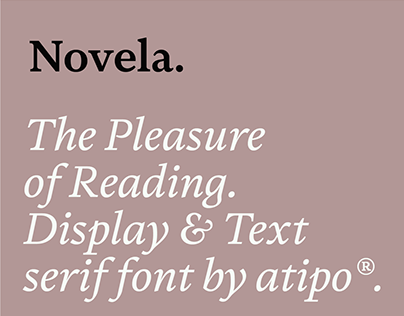 Novela.
The Pleasure
of Reading.
Display & Text
serif font by atipo®.